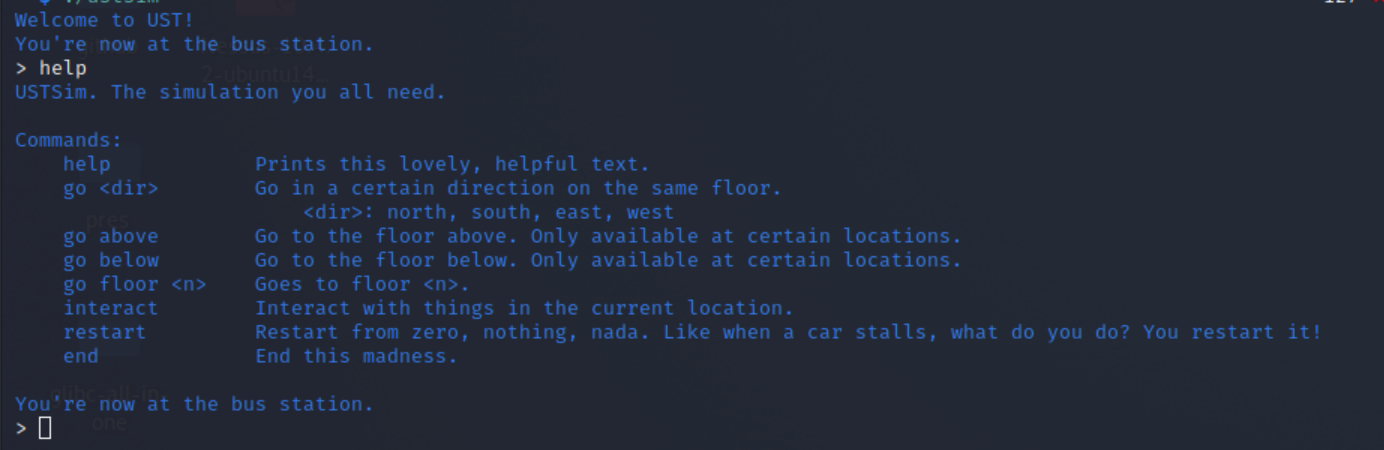 Welcome to UST!
You're now at the bus station.
> help
USTSim. The simulation you all need.
Commands:
help Prints this lovely, helpful text.
go <dir> Go in a certain direction on the same floor.
<dir>: north, south, east, west
go above Go to the floor above. Only available at certain locations.
go below Go to the floor below. Only available at certain locations.
go floor <n> Goes to floor <n>.
interact Interact with things in the current location.
restart Restart from zero, nothing, nada. Like when a car stalls, what do you do? You restart it!
end End this madness.
You're now at the bus station.
>